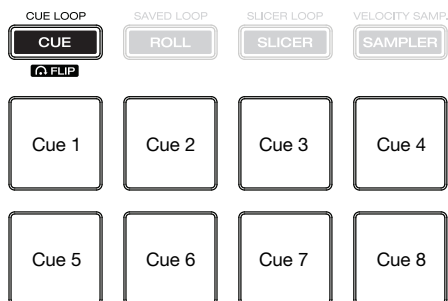 CUE LOOP SAVED LOOP SLICER LOOP VELOCITY SAMP.
CUE ROLL SLICER SAMPLER
FLIP
Cue 1 Cue 2 Cue 3 Cue 4
Cue 5 Cue 6 Cue 7 Cue 8